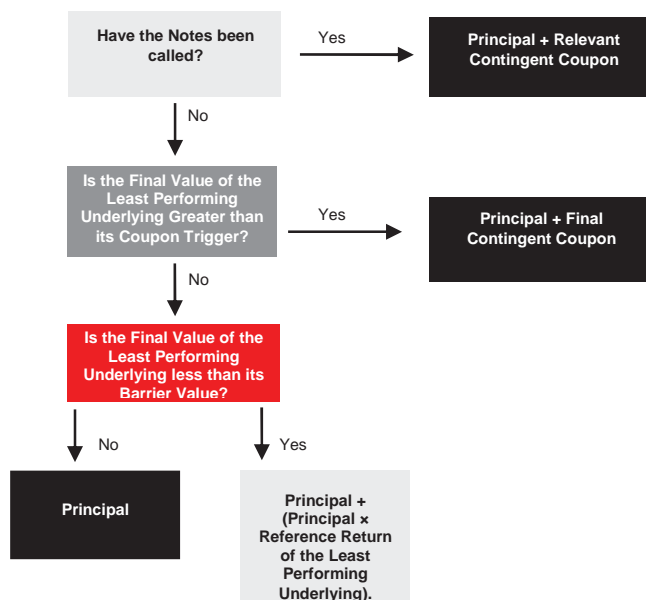 Have the Notes been
called?
Yes
Principal + Relevant
Contingent Coupon
No
Is the Final Value of the
Least Performing
Underlying Greater than
its Coupon Trigger?
Yes
Principal + Final
Contingent Coupon
No
Is the Final Value of the
Least Performing
Underlying less than its
Barrier Value?
No
Yes
Principal
Principal +
(Principal ×
Reference Return
of the Least
Performing
Underlying).